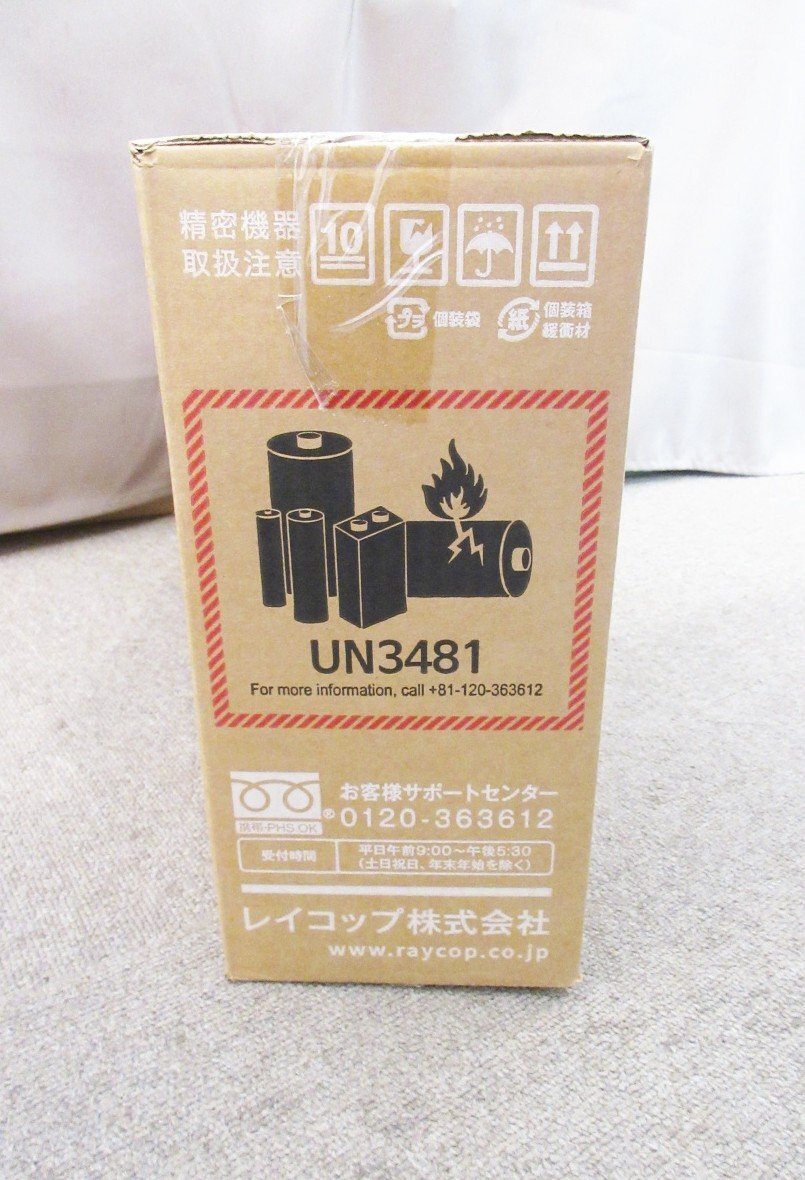 精密機器
取扱注意
10
プラ 個装袋
紙 個装箱
緩衝材
UN3481
For more information, call +81-120-363612
携帯・PHS OK
®
お客様サポートセンター
0120-363612
受付時間
平日午前9:00～午後5:30
(土日祝日、年末年始を除く)
レイコップ株式会社
www.raycop.co.jp